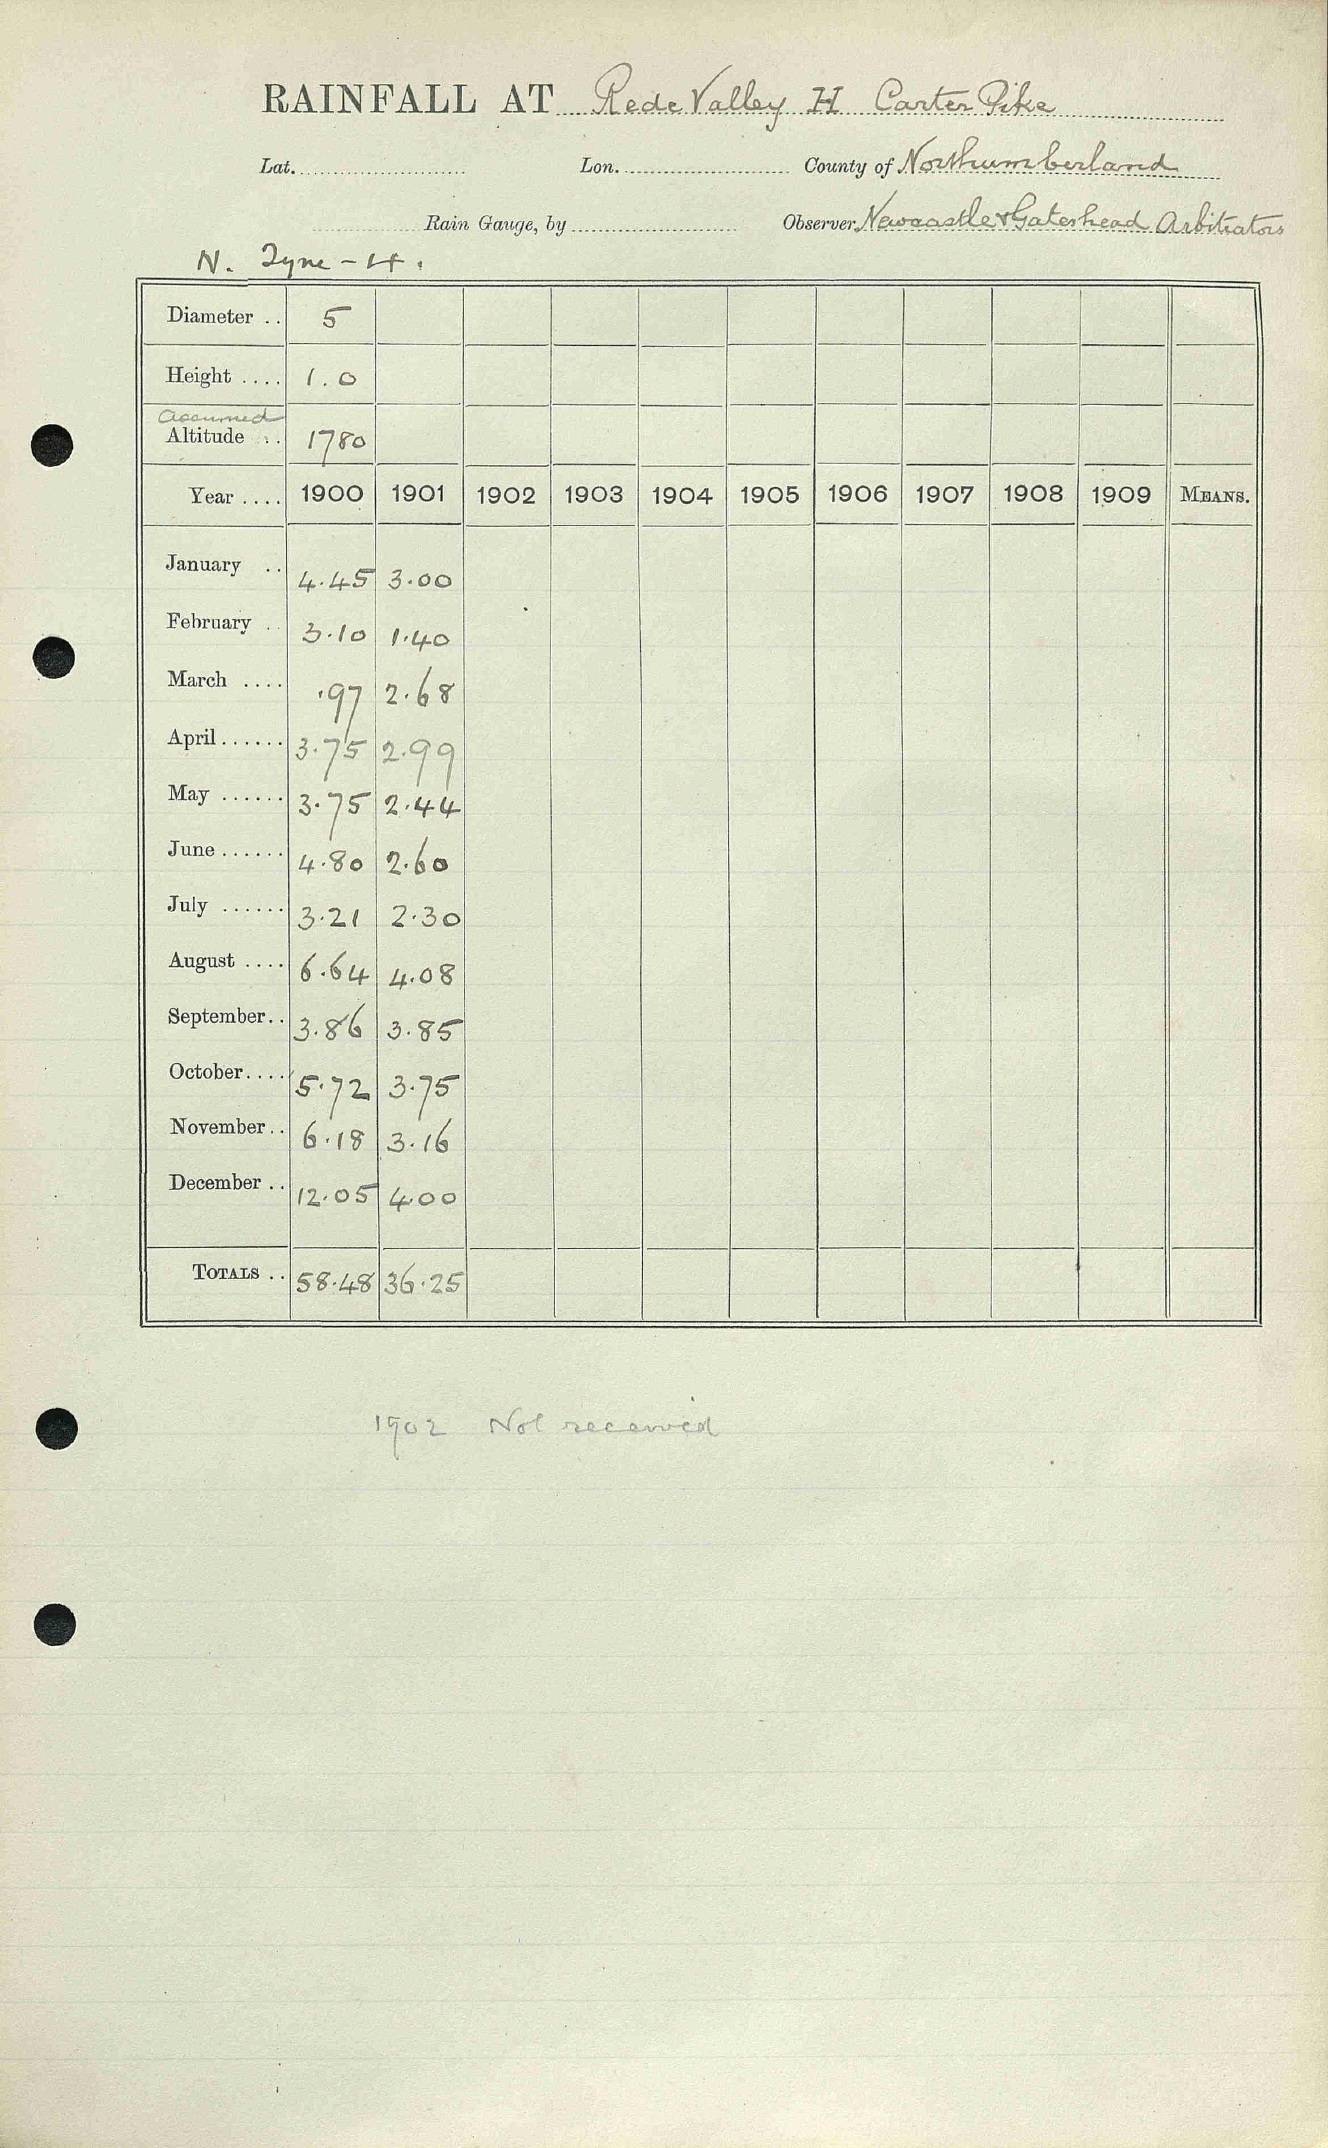 RAINFALL AT Rede Valley H Carter Pike
Lat. Lon. County of Northumberland
Rain Gauge, by Observer Newcastle & Gateshead Arbitrators
N. Tyne - 14.
Diameter .. 5
Height .... 1.0
assumed
Altitude .. 1780
Year .... 1900 1901 1902 1903 1904 1905 1906 1907 1908 1909 MEANS.
January .. 4.45 3.00
February .. 3.10 1.40
March .... .97 2.68
April ...... 3.75 2.99
May ...... 3.75 2.44
June ...... 4.80 2.60
July ...... 3.21 2.30
August .... 6.64 4.08
September .. 3.86 3.85
October .... 5.72 3.75
November .. 6.18 3.16
December .. 12.05 4.00
TOTALS .. 58.48 36.25
1902 Not received